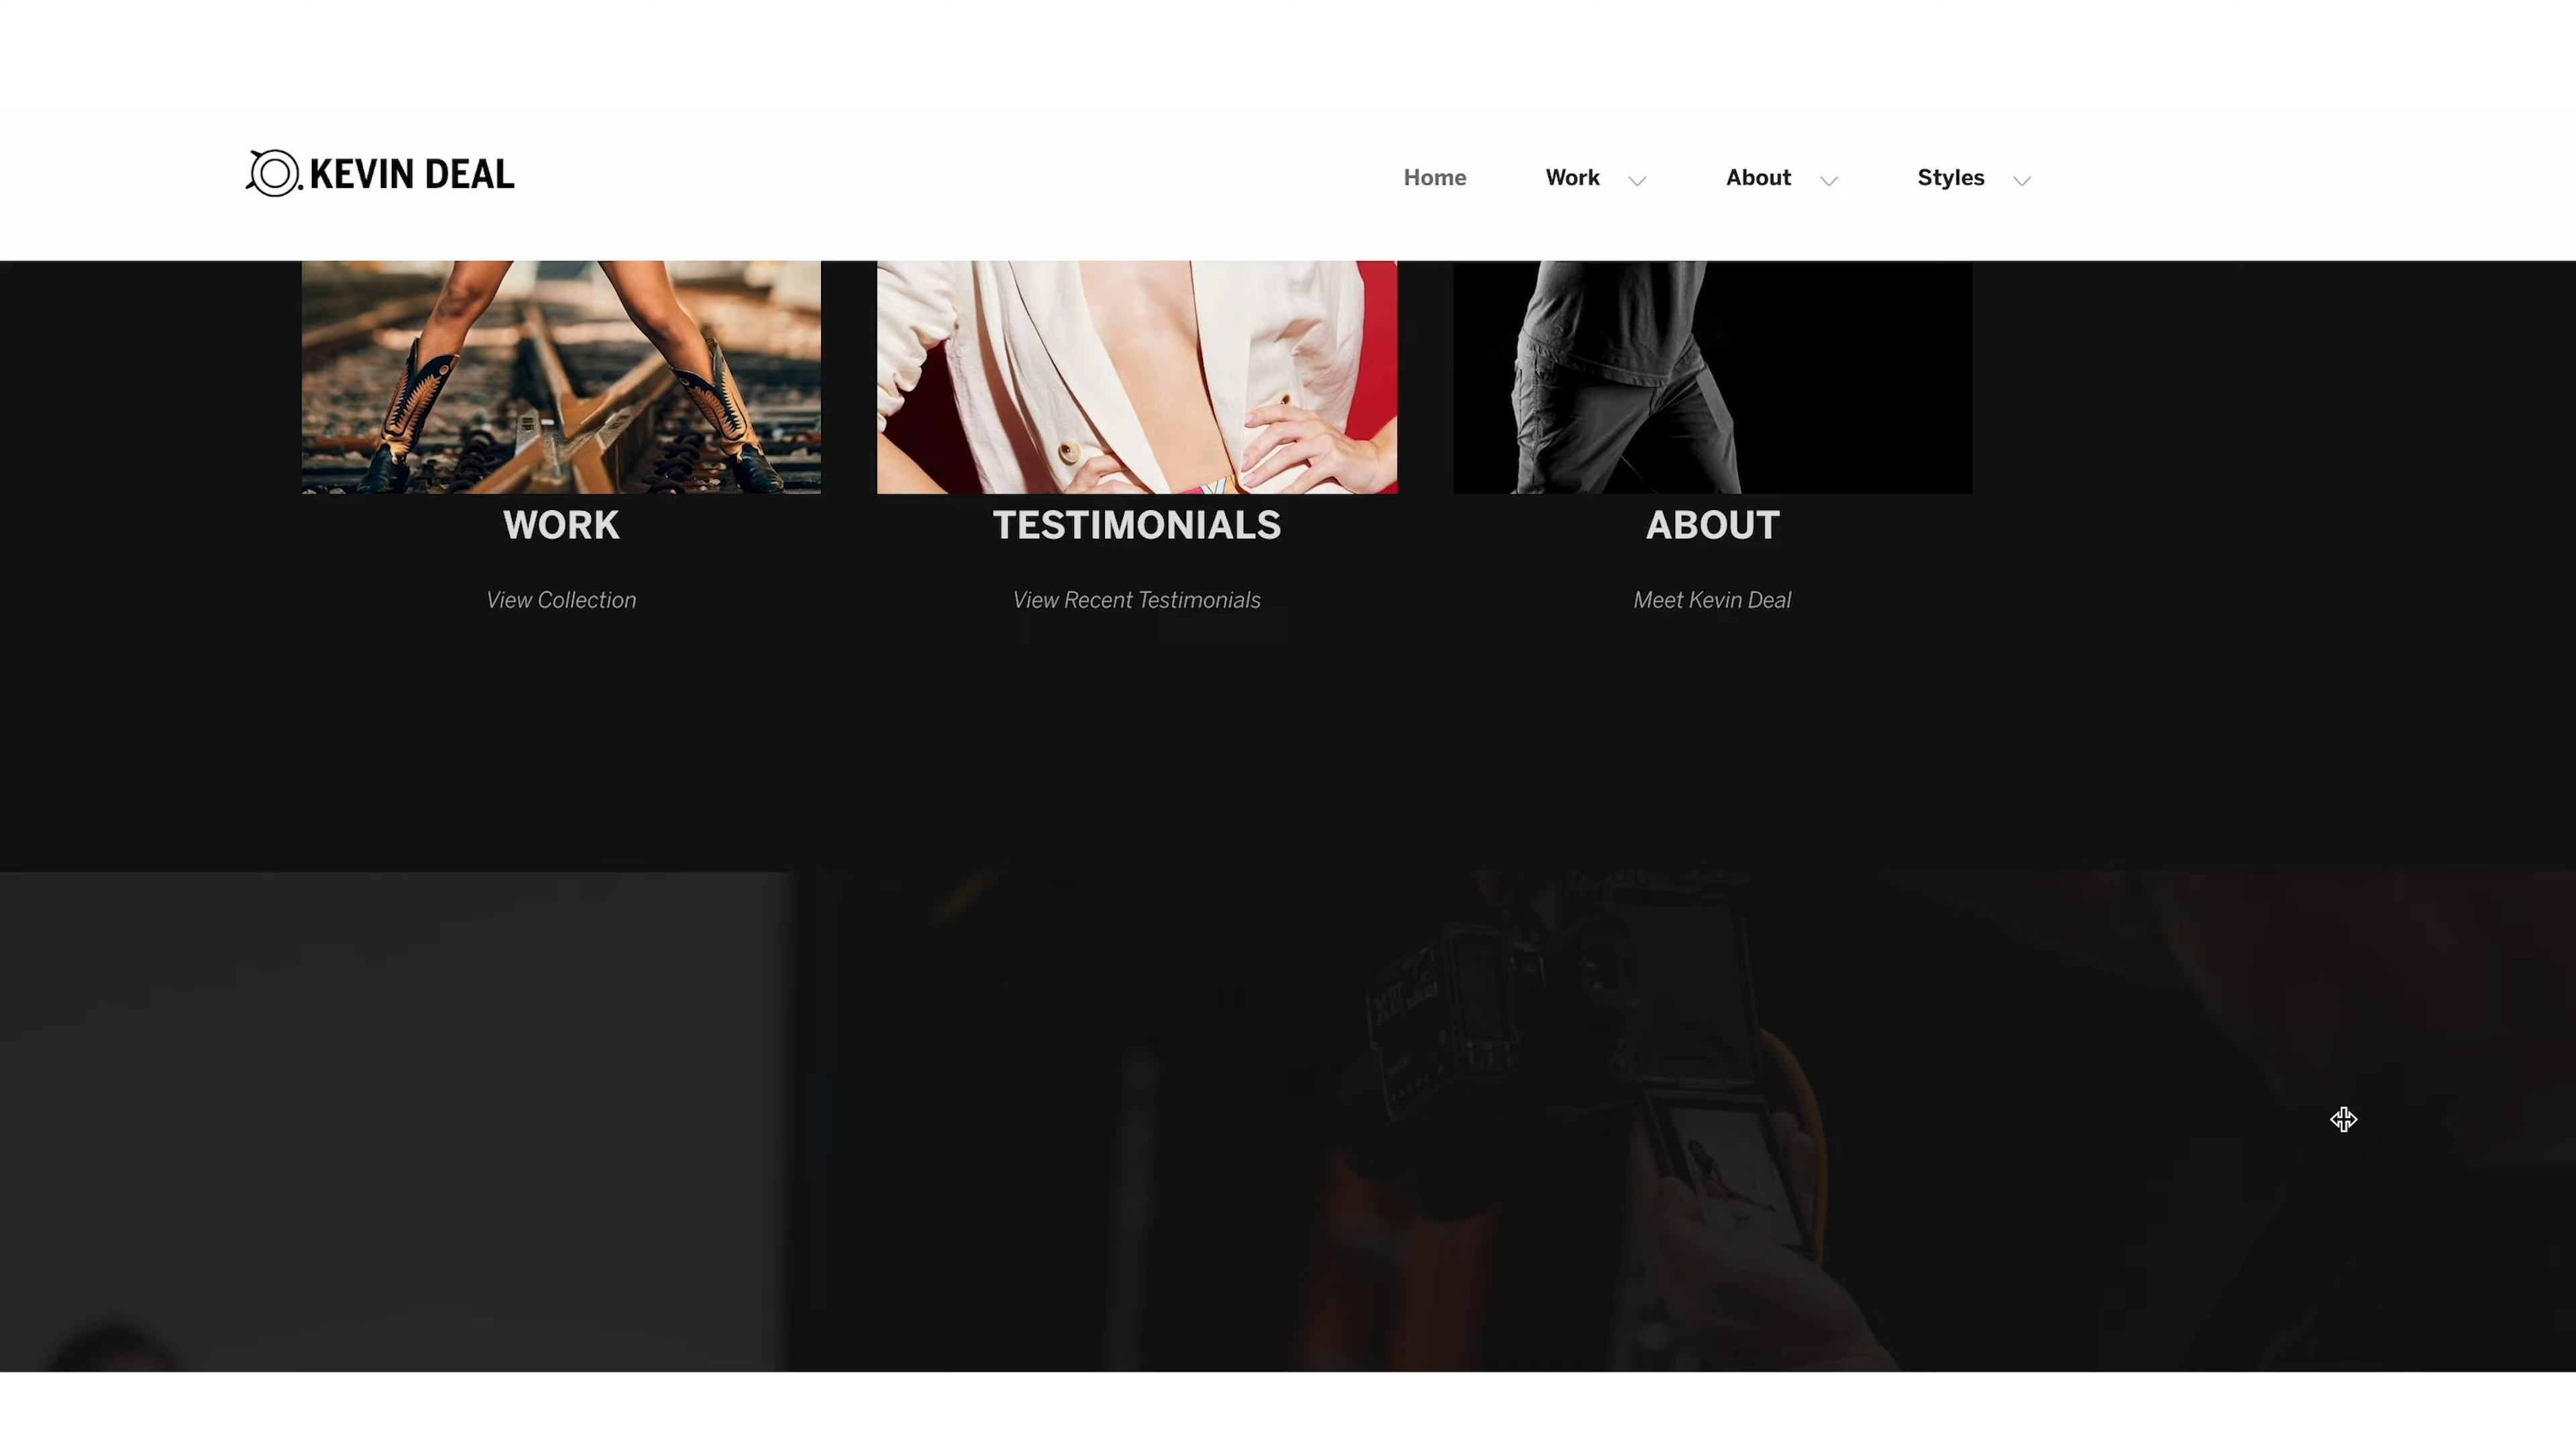 KEVIN DEAL
Home Work About Styles
WORK
TESTIMONIALS
ABOUT
View Collection
View Recent Testimonials
Meet Kevin Deal